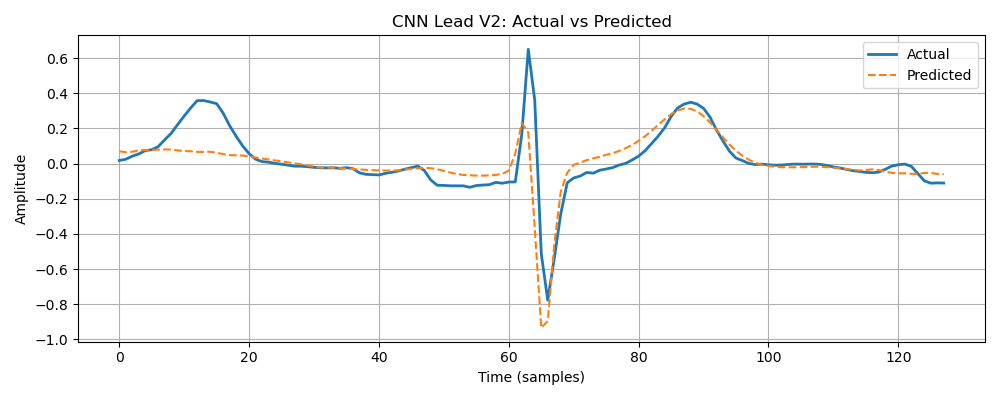 CNN Lead V2: Actual vs Predicted
Actual
Predicted
Amplitude
0.6
0.4
0.2
0.0
−0.2
−0.4
−0.6
−0.8
−1.0
0 20 40 60 80 100 120
Time (samples)